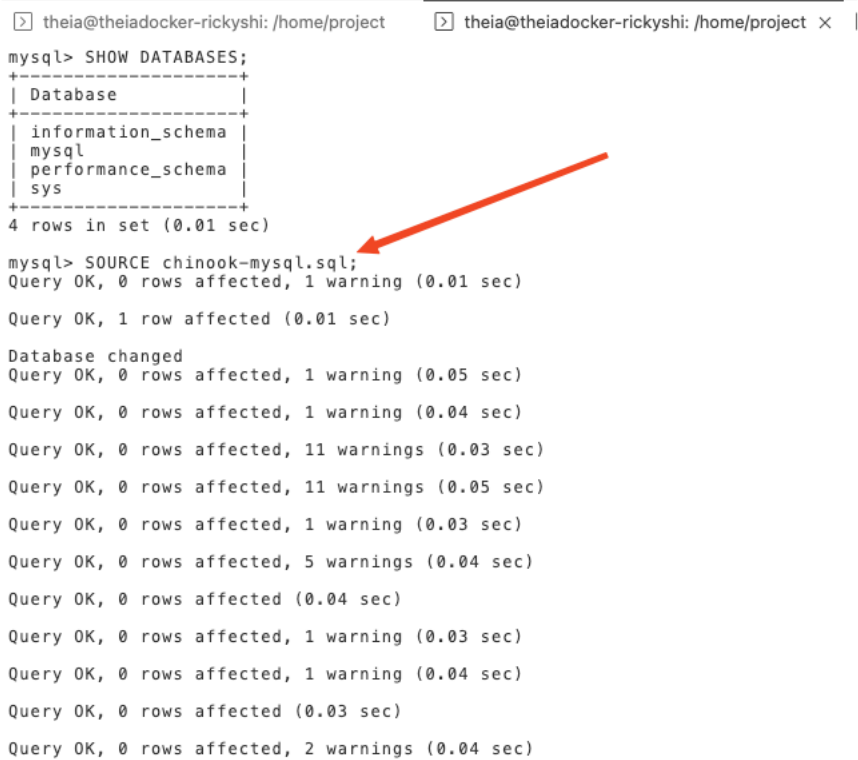 theia@theiadocker-rickyshi: /home/project theia@theiadocker-rickyshi: /home/project ×
mysql> SHOW DATABASES;
+--------------------+
| Database           |
+--------------------+
| information_schema |
| mysql              |
| performance_schema |
| sys                |
+--------------------+
4 rows in set (0.01 sec)
mysql> SOURCE chinook-mysql.sql;
Query OK, 0 rows affected, 1 warning (0.01 sec)
Query OK, 1 row affected (0.01 sec)
Database changed
Query OK, 0 rows affected, 1 warning (0.05 sec)
Query OK, 0 rows affected, 1 warning (0.04 sec)
Query OK, 0 rows affected, 11 warnings (0.03 sec)
Query OK, 0 rows affected, 11 warnings (0.05 sec)
Query OK, 0 rows affected, 1 warning (0.03 sec)
Query OK, 0 rows affected, 5 warnings (0.04 sec)
Query OK, 0 rows affected (0.04 sec)
Query OK, 0 rows affected, 1 warning (0.03 sec)
Query OK, 0 rows affected, 1 warning (0.04 sec)
Query OK, 0 rows affected (0.03 sec)
Query OK, 0 rows affected, 2 warnings (0.04 sec)